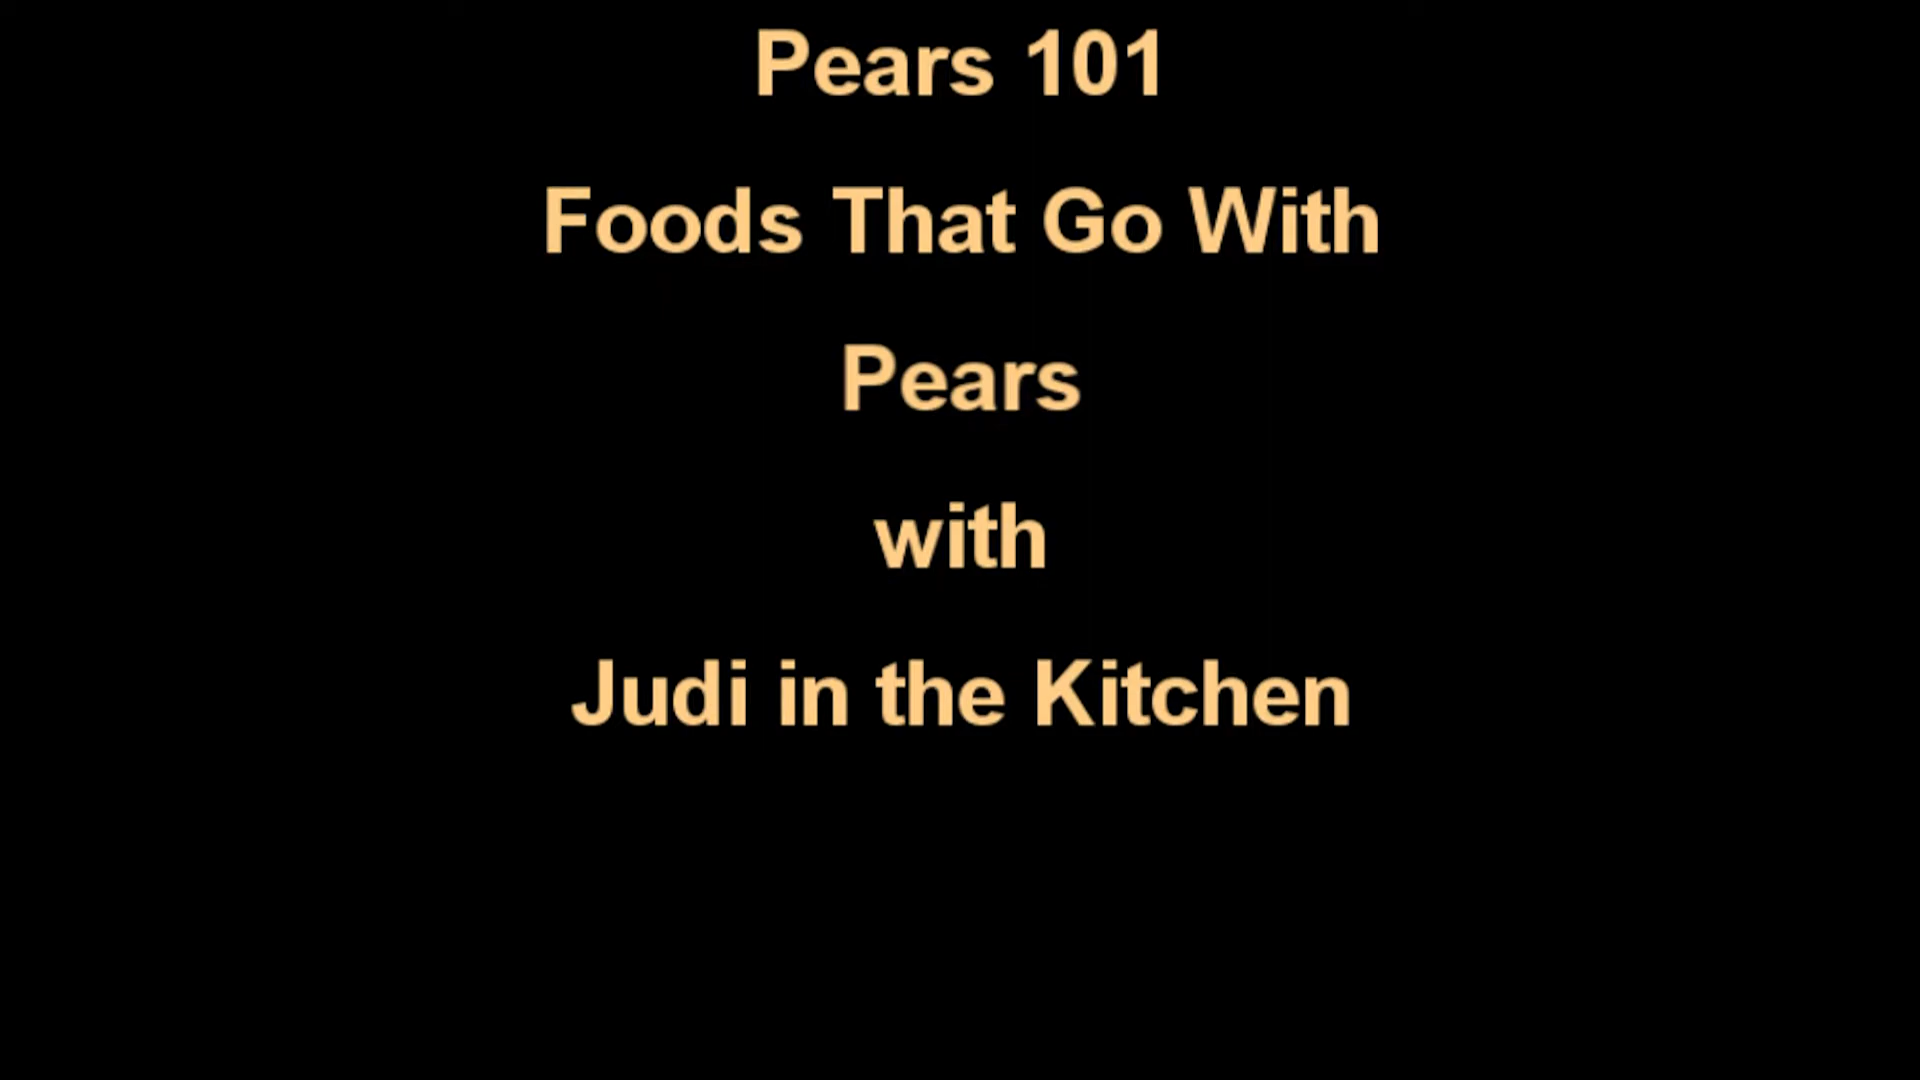 Pears 101
Foods That Go With
Pears
with
Judi in the Kitchen